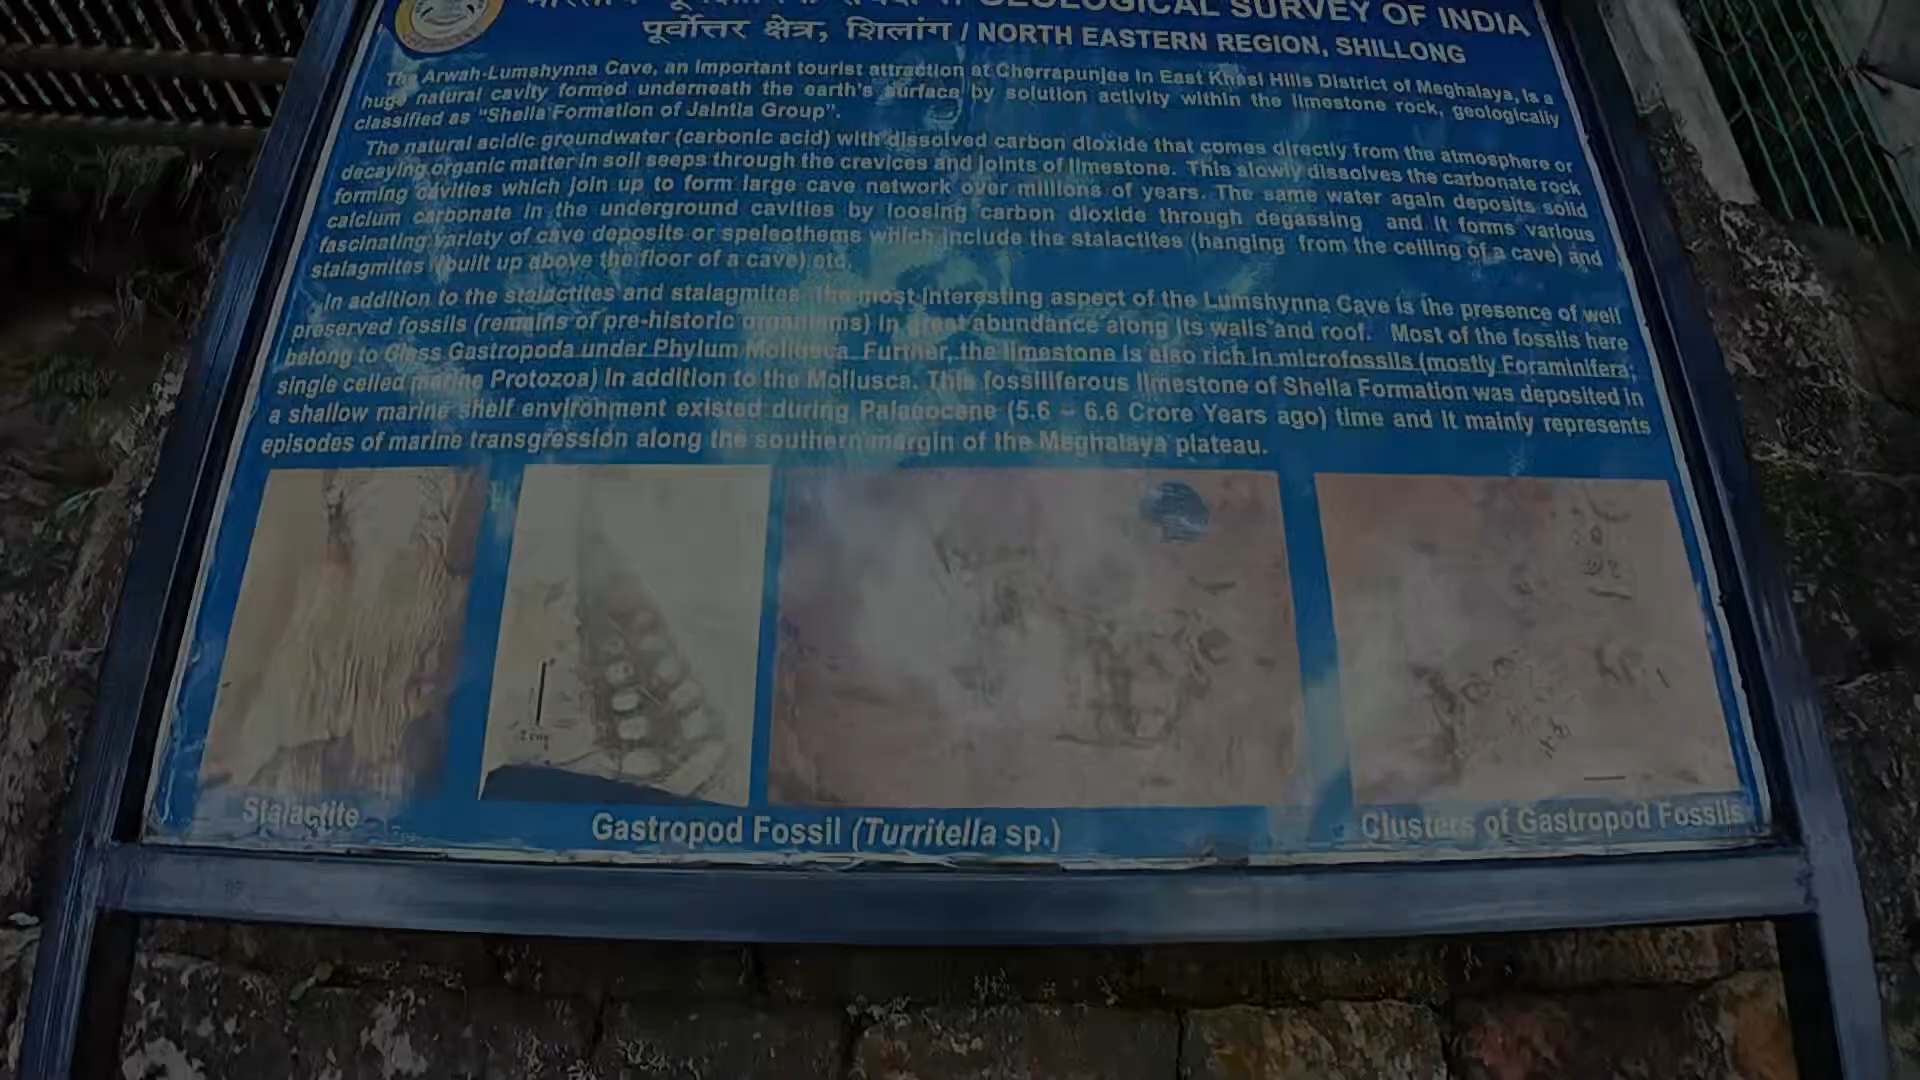 भारतीय GEOLOGICAL SURVEY OF INDIA
पूर्वोत्तर क्षेत्र, शिलांग / NORTH EASTERN REGION, SHILLONG
The Arwah-Lumshynna Cave, an important tourist attraction at Cherrapunjee in East Khasi Hills District of Meghalaya, is a
huge natural cavity formed underneath the earth's surface by solution activity within the limestone rock, geologically
classified as "Shella Formation of Jaintia Group".
The natural acidic groundwater (carbonic acid) with dissolved carbon dioxide that comes directly from the atmosphere or
decaying organic matter in soil seeps through the crevices and joints of limestone. This slowly dissolves the carbonate rock
forming cavities which join up to form large cave network over millions of years. The same water again deposits solid
calcium carbonate in the underground cavities by loosing carbon dioxide through degassing and it forms various
fascinating variety of cave deposits or speleothems which include the stalactites (hanging from the ceiling of a cave) and
stalagmites (built up above the floor of a cave) etc.
In addition to the stalactites and stalagmites, the most interesting aspect of the Lumshynna Cave is the presence of well
preserved fossils (remains of pre-historic organisms) in great abundance along its walls and roof. Most of the fossils here
belong to Class Gastropoda under Phylum Mollusca. Further, the limestone is also rich in microfossils (mostly Foraminifera;
single celled marine Protozoa) in addition to the Mollusca. This fossiliferous limestone of Shella Formation was deposited in
a shallow marine shelf environment existed during Palaeocene (5.6 – 6.6 Crore Years ago) time and it mainly represents
episodes of marine transgression along the southern margin of the Meghalaya plateau.
2 cm
Stalactite
Gastropod Fossil (Turritella sp.)
Clusters of Gastropod Fossils